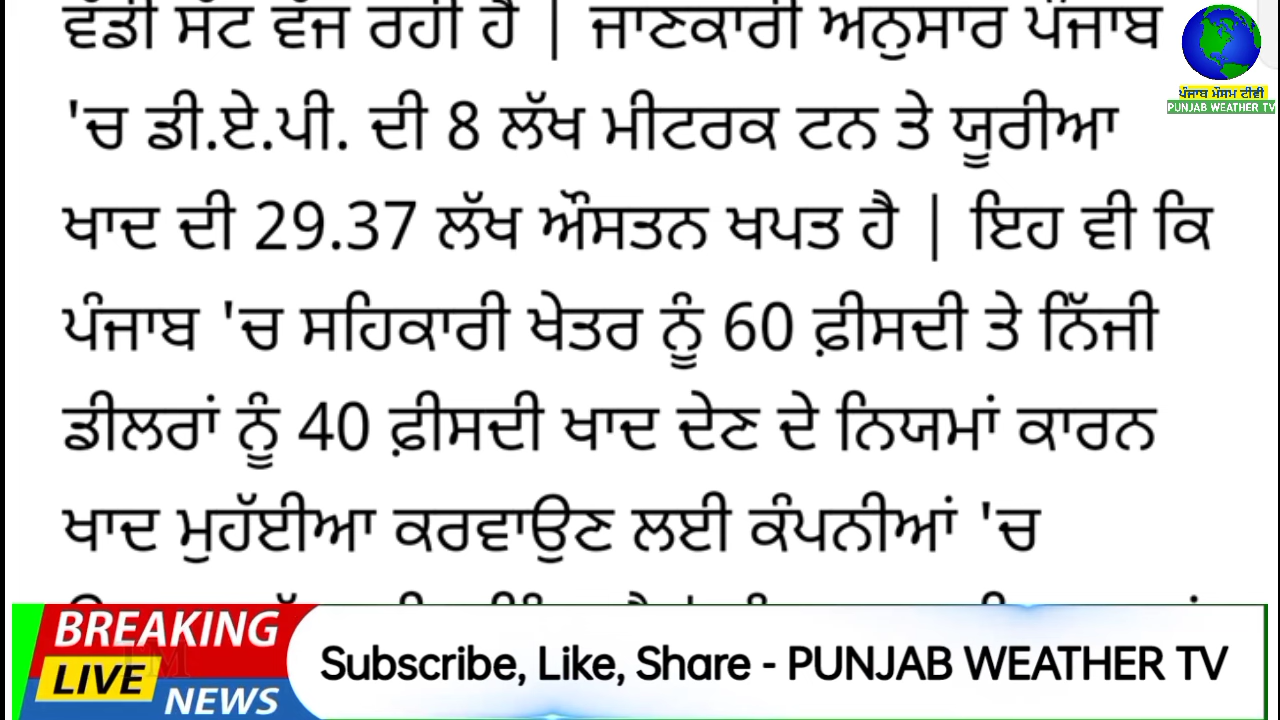 ਵੱਡੀ ਸੱਟ ਵੱਜ ਰਹੀ ਹੈ | ਜਾਣਕਾਰੀ ਅਨੁਸਾਰ ਪੰਜਾਬ
'ਚ ਡੀ.ਏ.ਪੀ. ਦੀ 8 ਲੱਖ ਮੀਟਰਕ ਟਨ ਤੇ ਯੂਰੀਆ
ਖਾਦ ਦੀ 29.37 ਲੱਖ ਔਸਤਨ ਖਪਤ ਹੈ | ਇਹ ਵੀ ਕਿ
ਪੰਜਾਬ 'ਚ ਸਹਿਕਾਰੀ ਖੇਤਰ ਨੂੰ 60 ਫ਼ੀਸਦੀ ਤੇ ਨਿੱਜੀ
ਡੀਲਰਾਂ ਨੂੰ 40 ਫ਼ੀਸਦੀ ਖਾਦ ਦੇਣ ਦੇ ਨਿਯਮਾਂ ਕਾਰਨ
ਖਾਦ ਮੁਹੱਈਆ ਕਰਵਾਉਣ ਲਈ ਕੰਪਨੀਆਂ 'ਚ
ਪੰਜਾਬ ਮੌਸਮ ਟੀਵੀ
PUNJAB WEATHER TV
BREAKING
LIVE
NEWS
Subscribe, Like, Share - PUNJAB WEATHER TV